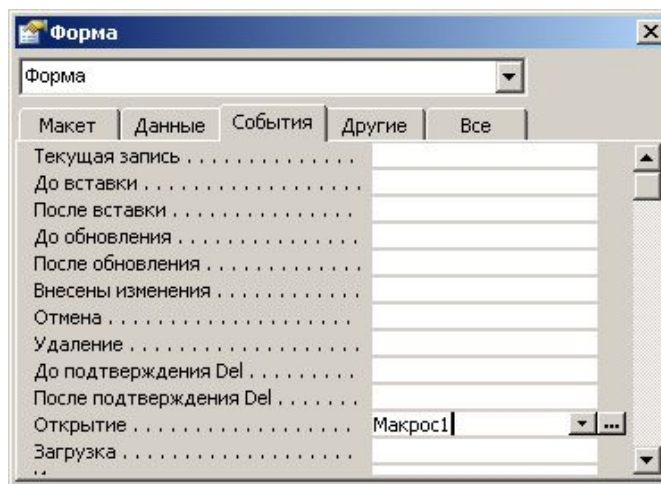 Форма
Форма
Макет Данные События Другие Все
Текущая запись . . . . . . . . . . . . . .
До вставки . . . . . . . . . . . . . . . . . .
После вставки . . . . . . . . . . . . . . .
До обновления . . . . . . . . . . . . . . .
После обновления . . . . . . . . . . . . .
Внесены изменения . . . . . . . . . . . .
Отмена . . . . . . . . . . . . . . . . . . . .
Удаление . . . . . . . . . . . . . . . . . . .
До подтверждения Del . . . . . . . . .
После подтверждения Del . . . . . . .
Открытие . . . . . . . . . . . . . . . . . . Макрос1
Загрузка . . . . . . . . . . . . . . . . . . .